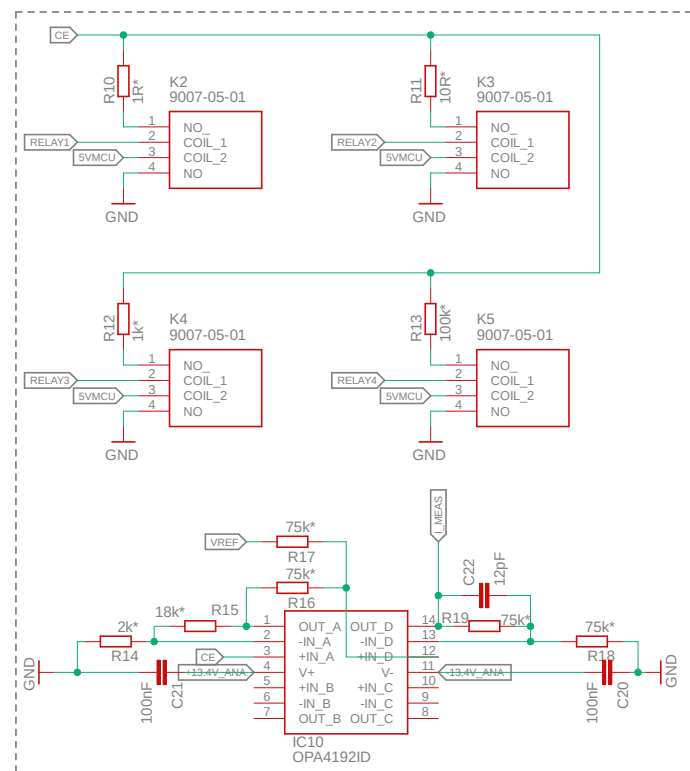 CE
R10
1R*
K2
9007-05-01
1 NO_
2 COIL_1
3 COIL_2
4 NO
RELAY1
5VMCU
GND
R11
10R*
K3
9007-05-01
1 NO_
2 COIL_1
3 COIL_2
4 NO
RELAY2
5VMCU
GND
R12
1k*
K4
9007-05-01
1 NO_
2 COIL_1
3 COIL_2
4 NO
RELAY3
5VMCU
GND
R13
100k*
K5
9007-05-01
1 NO_
2 COIL_1
3 COIL_2
4 NO
RELAY4
5VMCU
GND
I_MEAS
VREF
75k*
R17
75k*
R16
C22
12pF
18k*
R15
2k*
R14
R19
75k*
75k*
R18
CE
+13.4V_ANA
-13.4V_ANA
GND
100nF
C21
100nF
C20
GND
1 OUT_A OUT_D 14
2 -IN_A -IN_D 13
3 +IN_A +IN_D 12
4 V+ V- 11
5 +IN_B +IN_C 10
6 -IN_B -IN_C 9
7 OUT_B OUT_C 8
IC10
OPA4192ID